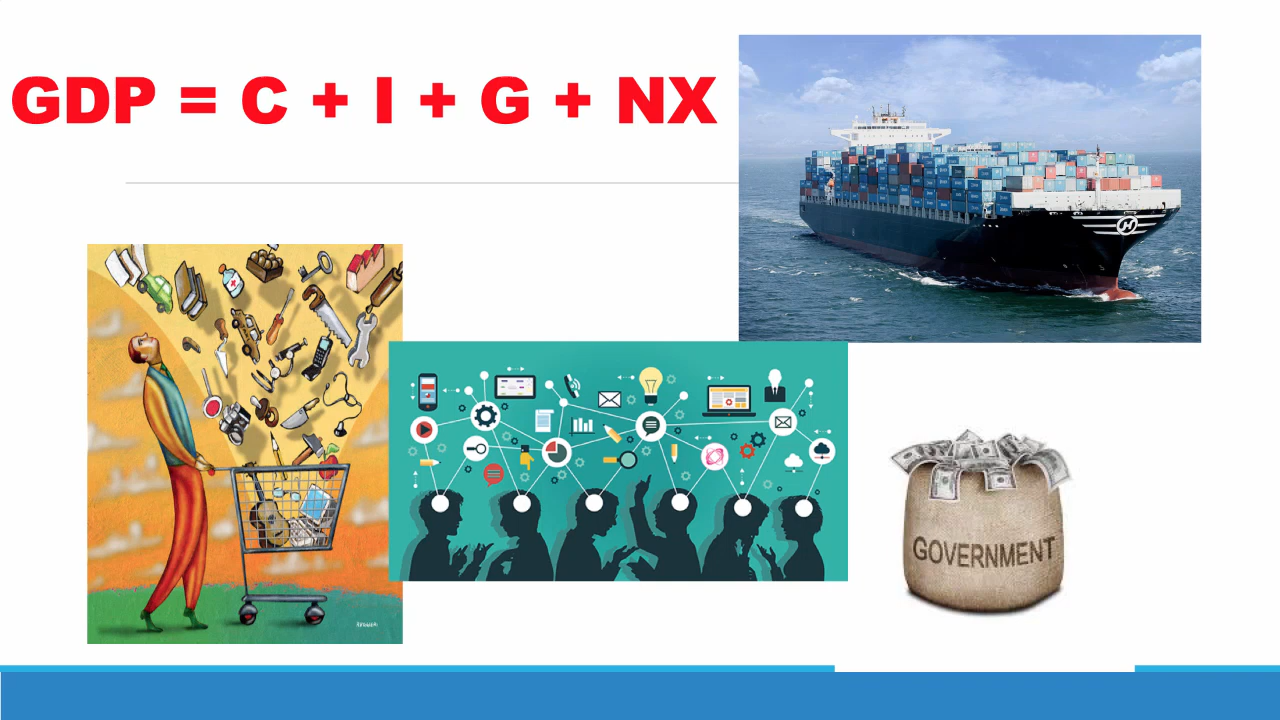 GDP = C + I + G + NX
GOVERNMENT